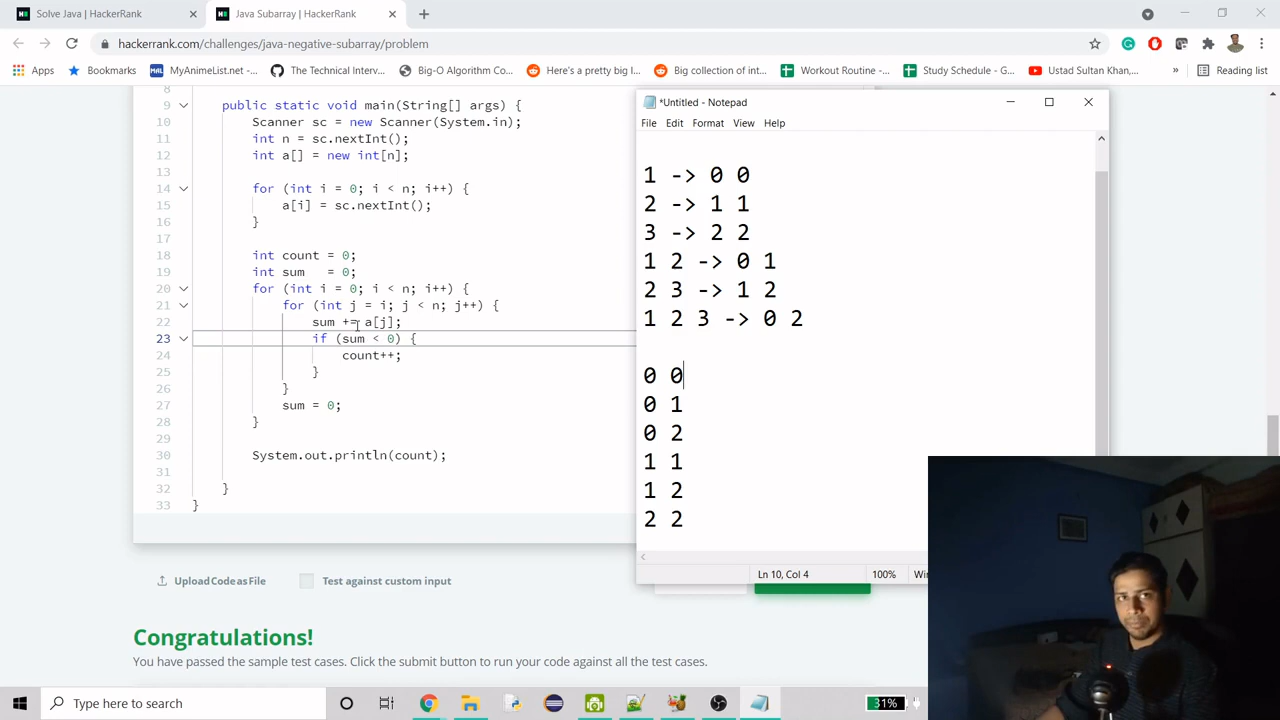 Solve Java | HackerRank
Java Subarray | HackerRank
hackerrank.com/challenges/java-negative-subarray/problem
Apps
Bookmarks
MAL
MyAnimeList.net -...
The Technical Interv...
Big-O Algorithm Co...
Here's a pretty big l...
Big collection of int...
Workout Routine -...
Study Schedule - G...
Ustad Sultan Khan,...
»
Reading list
8
9 public static void main(String[] args) {
10 Scanner sc = new Scanner(System.in);
11 int n = sc.nextInt();
12 int a[] = new int[n];
13
14 for (int i = 0; i < n; i++) {
15 a[i] = sc.nextInt();
16 }
17
18 int count = 0;
19 int sum   = 0;
20 for (int i = 0; i < n; i++) {
21 for (int j = i; j < n; j++) {
22 sum += a[j];
23 if (sum < 0) {
24 count++;
25 }
26 }
27 sum = 0;
28 }
29
30 System.out.println(count);
31
32 }
33 }
Upload Code as File
Test against custom input
Congratulations!
You have passed the sample test cases. Click the submit button to run your code against all the test cases.
*Untitled - Notepad
File Edit Format View Help
1 -> 0 0
2 -> 1 1
3 -> 2 2
1 2 -> 0 1
2 3 -> 1 2
1 2 3 -> 0 2
0 0
0 1
0 2
1 1
1 2
2 2
Ln 10, Col 4
100%
Win
Type here to search
31%